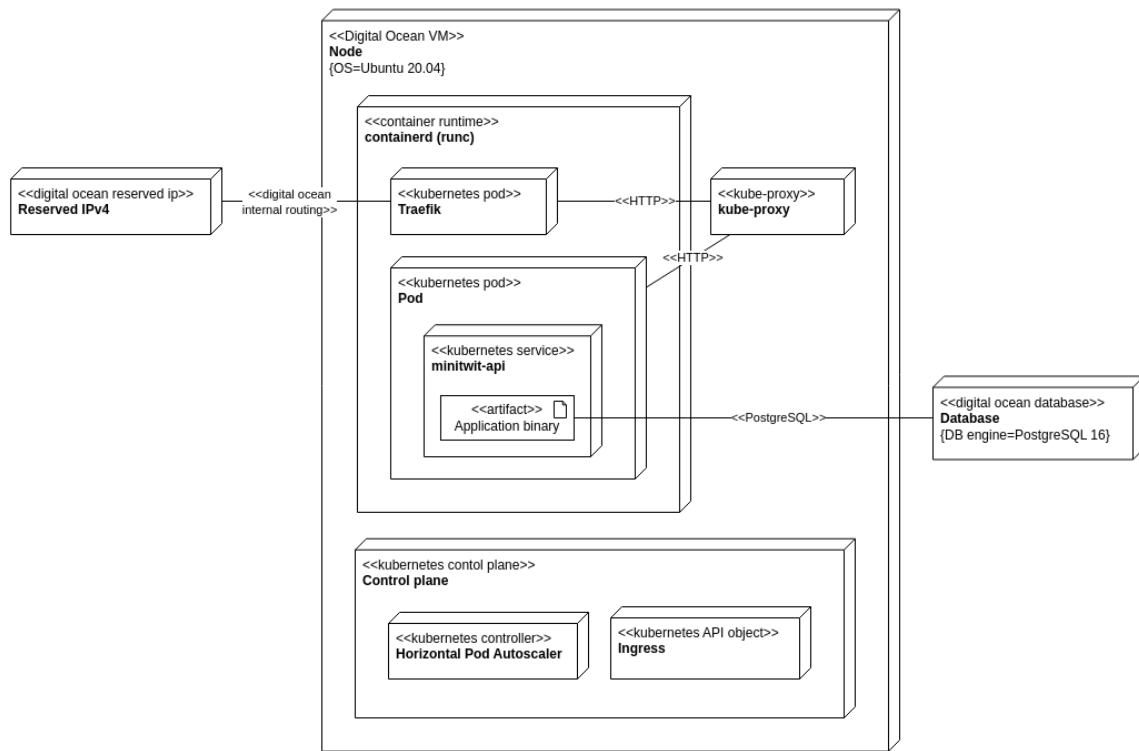 <<Digital Ocean VM>>
Node
{OS=Ubuntu 20.04}
<<container runtime>>
containerd (runc)
<<digital ocean reserved ip>>
Reserved IPv4
<<digital ocean
internal routing>>
<<kubernetes pod>>
Traefik
<<HTTP>>
<<kube-proxy>>
kube-proxy
<<HTTP>>
<<kubernetes pod>>
Pod
<<kubernetes service>>
minitwit-api
<<artifact>>
Application binary
<<PostgreSQL>>
<<digital ocean database>>
Database
{DB engine=PostgreSQL 16}
<<kubernetes contol plane>>
Control plane
<<kubernetes controller>>
Horizontal Pod Autoscaler
<<kubernetes API object>>
Ingress